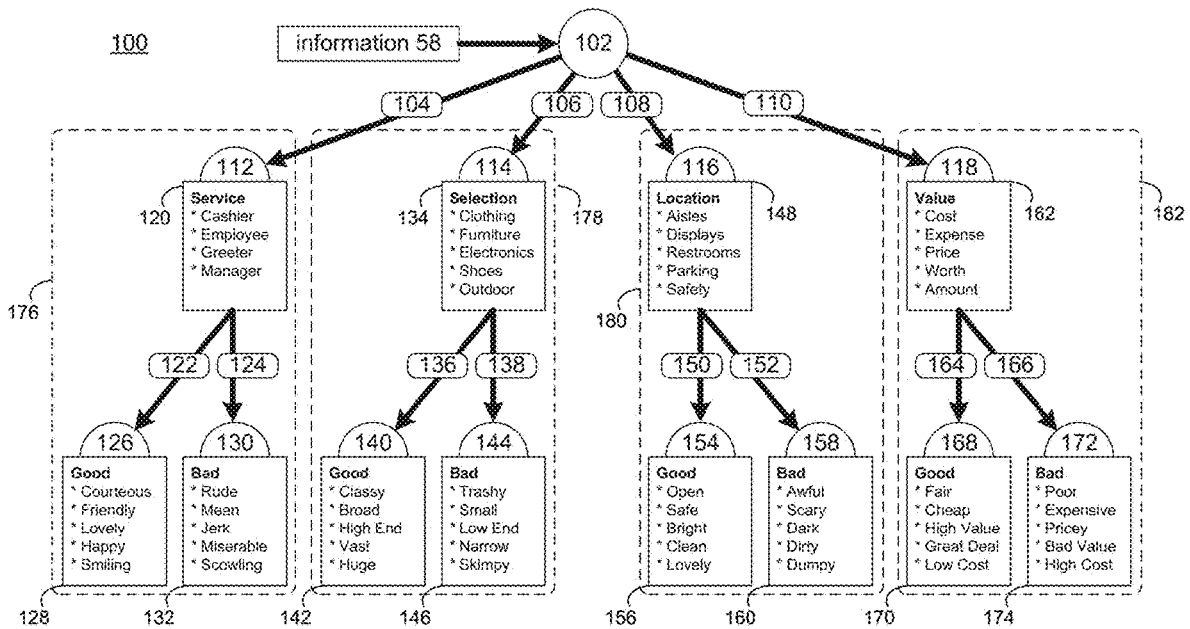 100
information 58
102
104
106
108
110
112
114
116
118
120
Service
* Cashier
* Employee
* Greeter
* Manager
134
Selection
* Clothing
* Furniture
* Electronics
* Shoes
* Outdoor
178
Location
* Aisles
* Displays
* Restrooms
* Parking
* Safety
148
Value
* Cost
* Expense
* Price
* Worth
* Amount
162
182
176
180
122
124
136
138
150
152
164
166
126
130
140
144
154
158
168
172
Good
* Courteous
* Friendly
* Lovely
* Happy
* Smiling
Bad
* Rude
* Mean
* Jerk
* Miserable
* Scowling
Good
* Classy
* Broad
* High End
* Vast
* Huge
Bad
* Trashy
* Small
* Low End
* Narrow
* Skimpy
Good
* Open
* Safe
* Bright
* Clean
* Lovely
Bad
* Awful
* Scary
* Dark
* Dirty
* Dumpy
Good
* Fair
* Cheap
* High Value
* Great Deal
* Low Cost
Bad
* Poor
* Expensive
* Pricey
* Bad Value
* High Cost
128
132
142
146
156
160
170
174